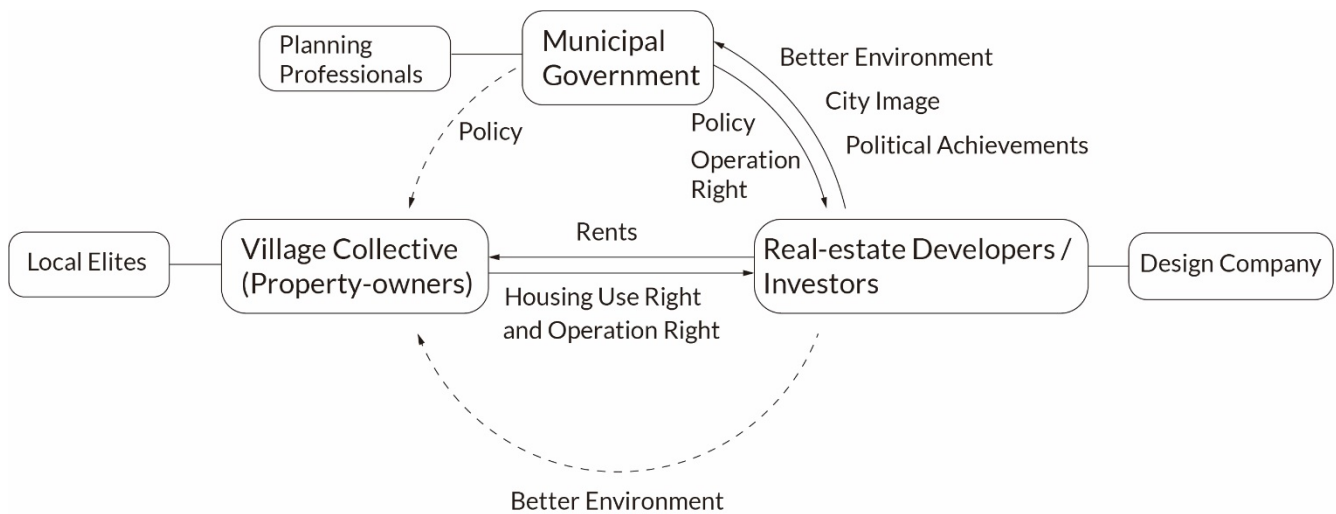 Planning
Professionals
Municipal
Government
Better Environment
City Image
Political Achievements
Policy
Policy
Operation
Right
Local Elites
Village Collective
(Property-owners)
Rents
Housing Use Right
and Operation Right
Real-estate Developers /
Investors
Design Company
Better Environment